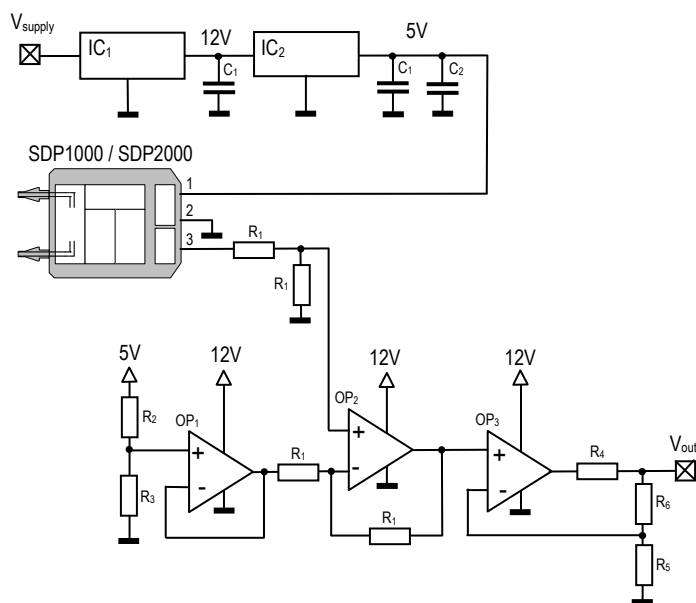 Vsupply
IC1
12V
IC2
5V
C1
C1
C2
SDP1000 / SDP2000
1
2
3
R1
R1
5V
12V
12V
12V
OP1
OP2
OP3
R2
R3
+
-
R1
+
-
R1
+
-
R4
Vout
R6
R5